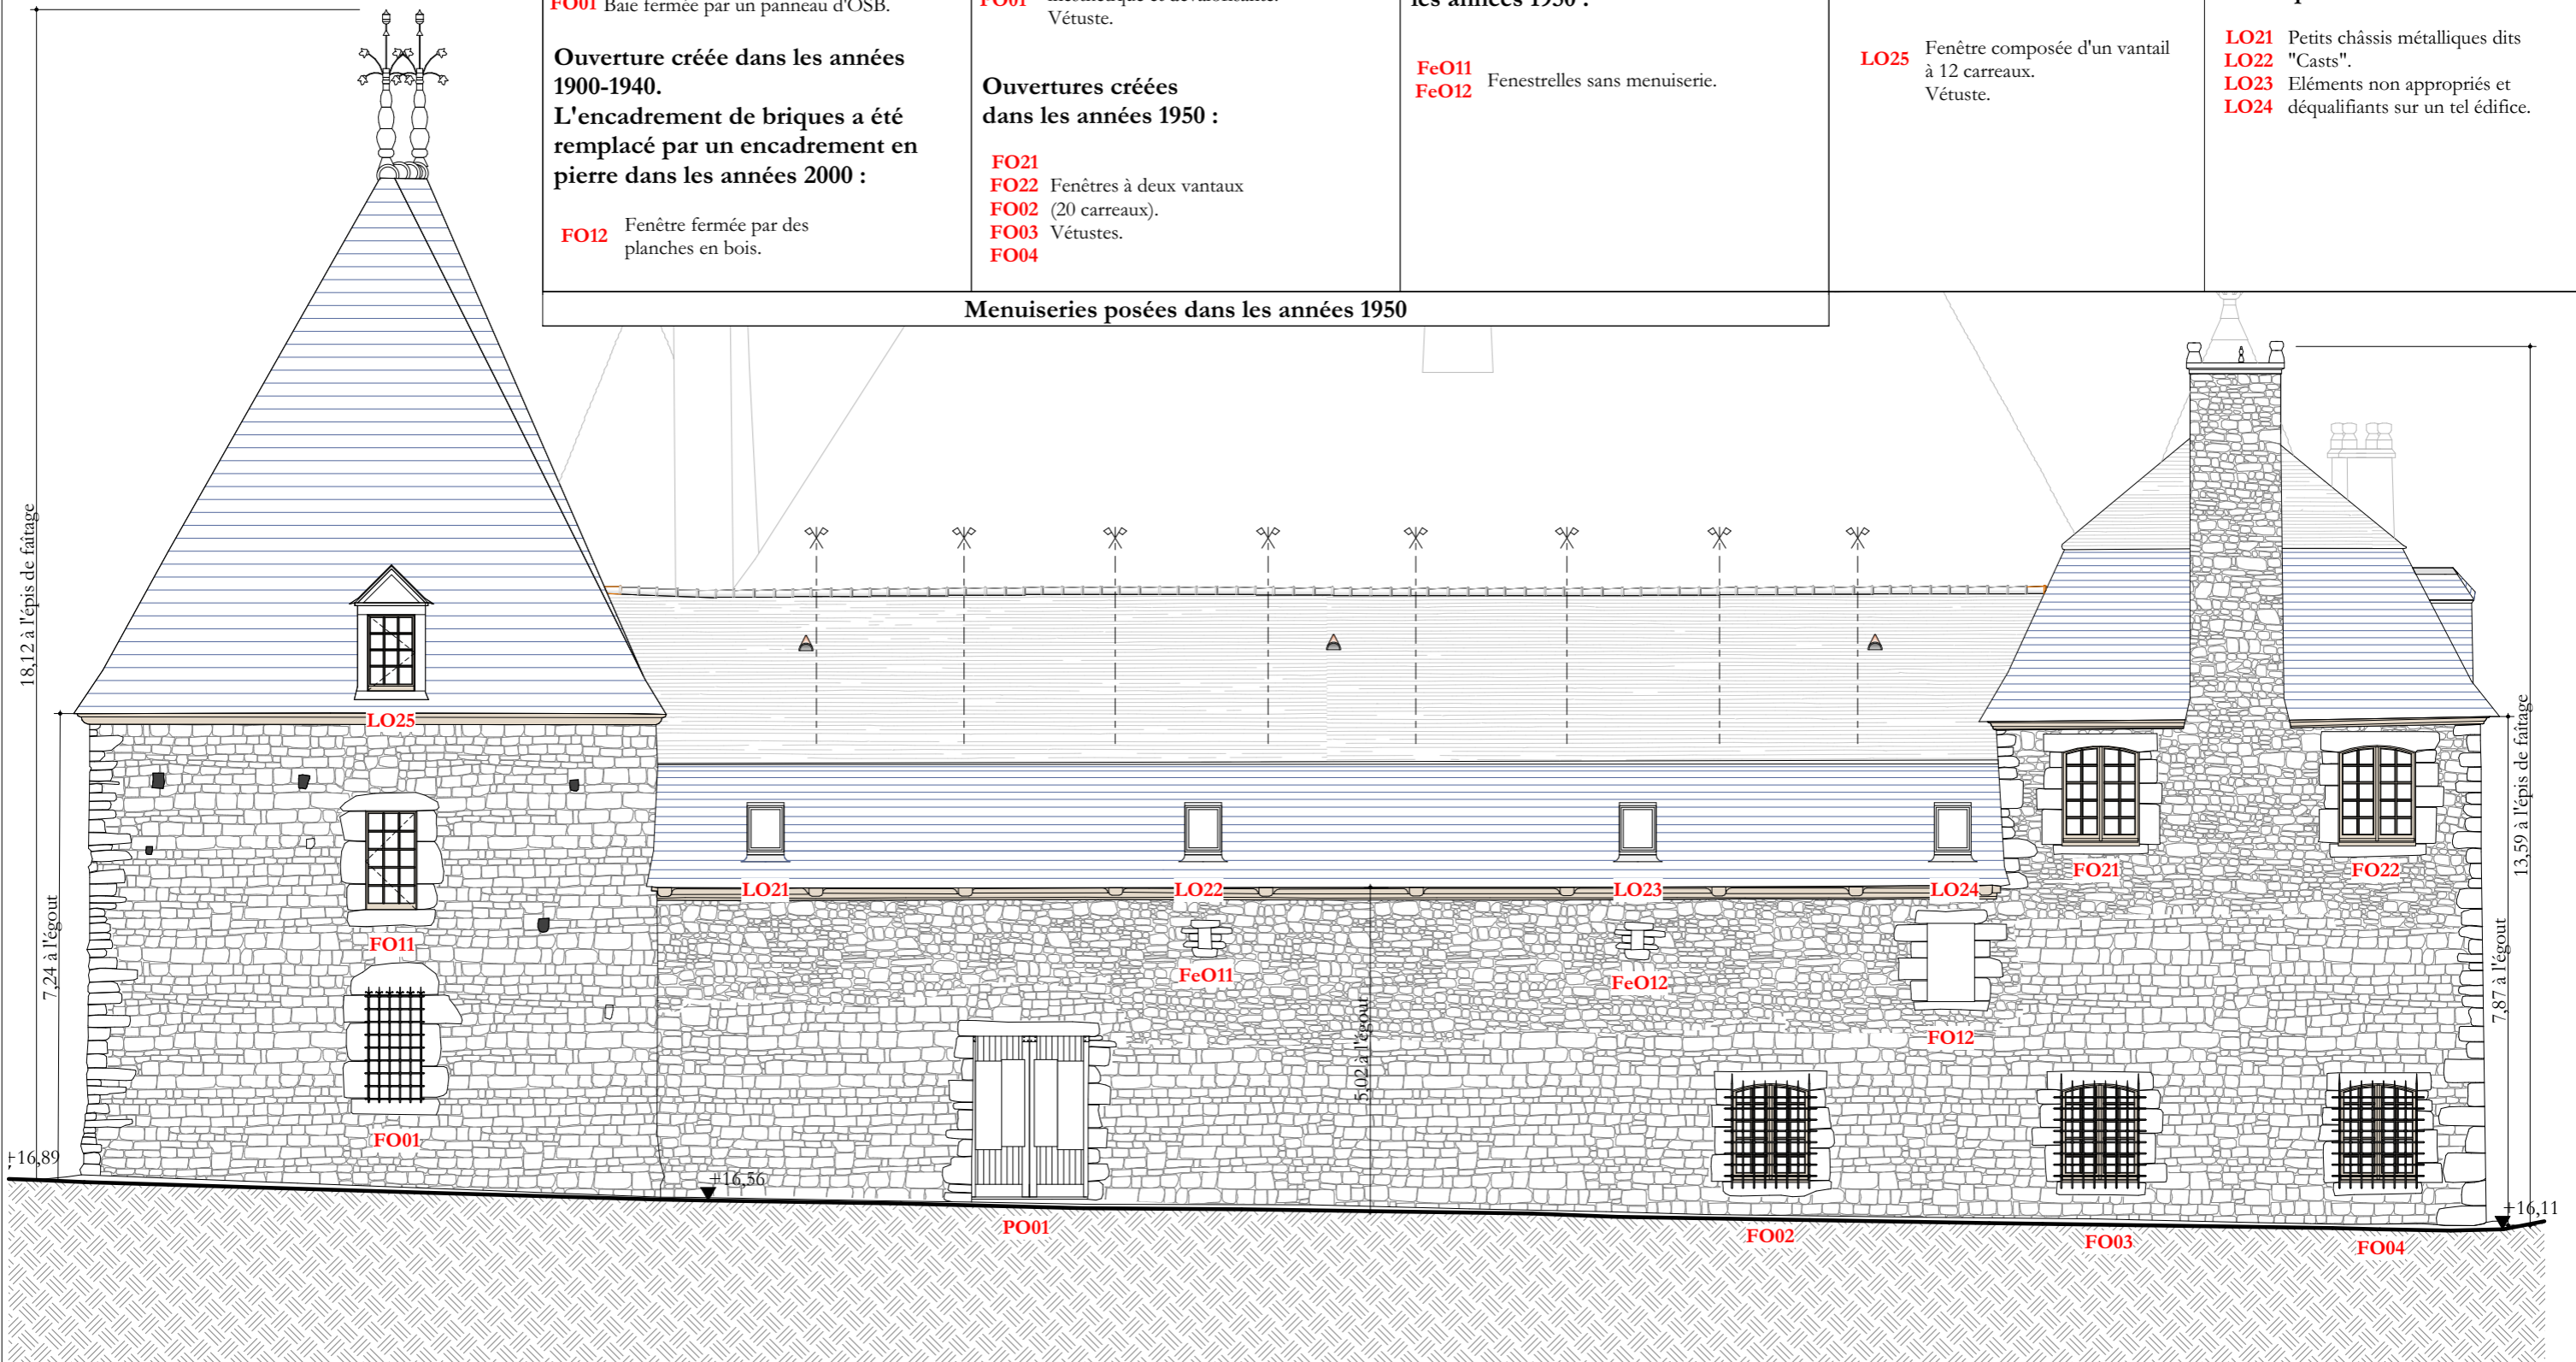 FO01 Baie fermée par un panneau d'OSB.
Ouverture créée dans les années
1900-1940.
L'encadrement de briques a été
remplacé par un encadrement en
pierre dans les années 2000 :
FO12 Fenêtre fermée par des
planches en bois.
Vétuste.
Ouvertures créées
dans les années 1950 :
FO21
FO22 Fenêtres à deux vantaux
FO02 (20 carreaux).
FO03 Vétustes.
FO04
les années 1950 :
FeO11
FeO12 Fenestrelles sans menuiserie.
LO25 Fenêtre composée d'un vantail
à 12 carreaux.
Vétuste.
LO21 Petits châssis métalliques dits
LO22 "Casts".
LO23 Eléments non appropriés et
LO24 déqualifiants sur un tel édifice.
Menuiseries posées dans les années 1950
18,12 à l'épis de faîtage
7,24 à l'égout
+16,89
LO25
FO11
FO01
+16,56
LO21
LO22
LO23
LO24
FeO11
FeO12
FO12
5,02 à l'égout
PO01
FO21
FO22
FO02
FO03
FO04
13,59 à l'épis de faîtage
7,87 à l'égout
+16,11